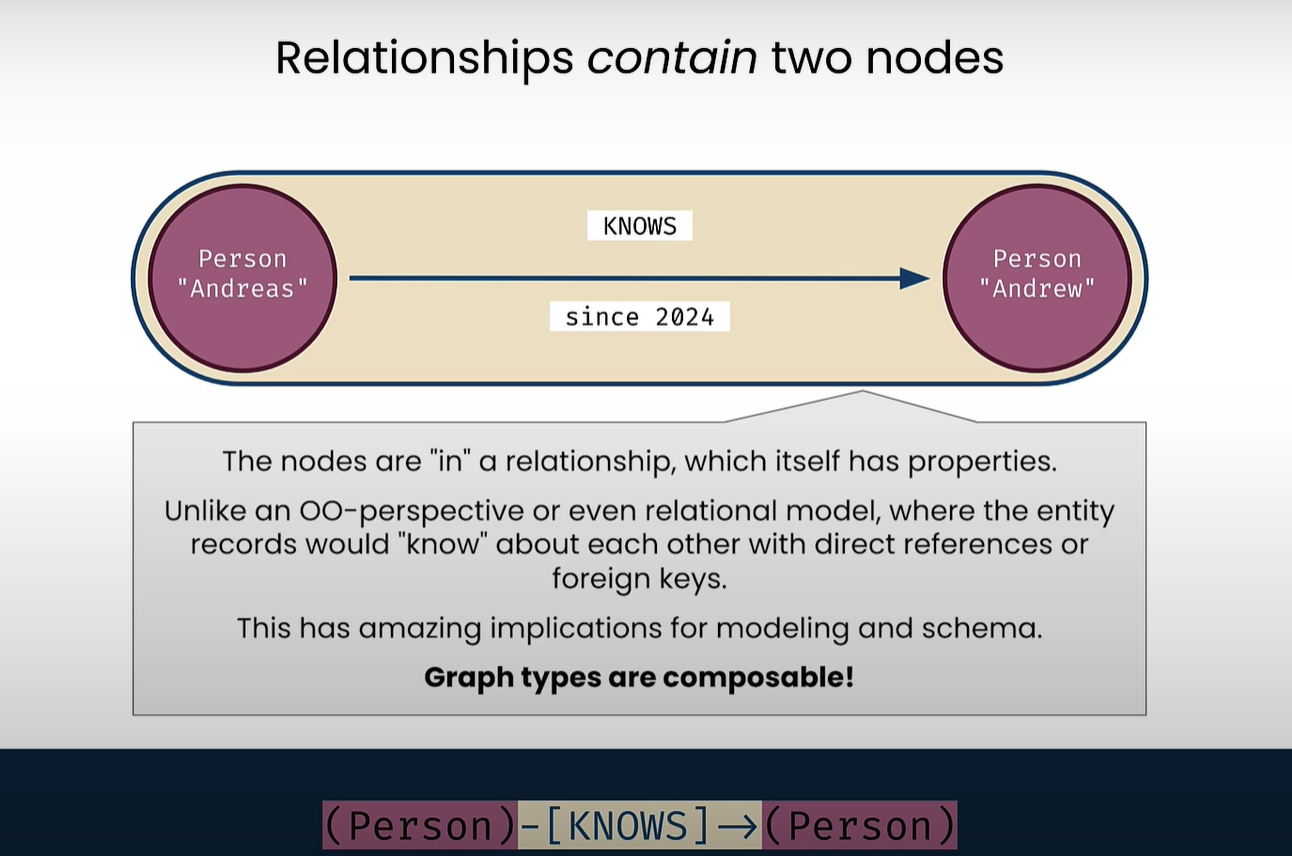 Relationships contain two nodes
KNOWS
Person
"Andreas"
Person
"Andrew"
since 2024
The nodes are "in" a relationship, which itself has properties.
Unlike an OO-perspective or even relational model, where the entity
records would "know" about each other with direct references or
foreign keys.
This has amazing implications for modeling and schema.
Graph types are composable!
(Person)-[KNOWS]→(Person)